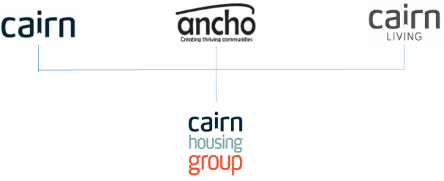 cairn
ancho
Creating thriving communities
cairn
LIVING
cairn
housing
group